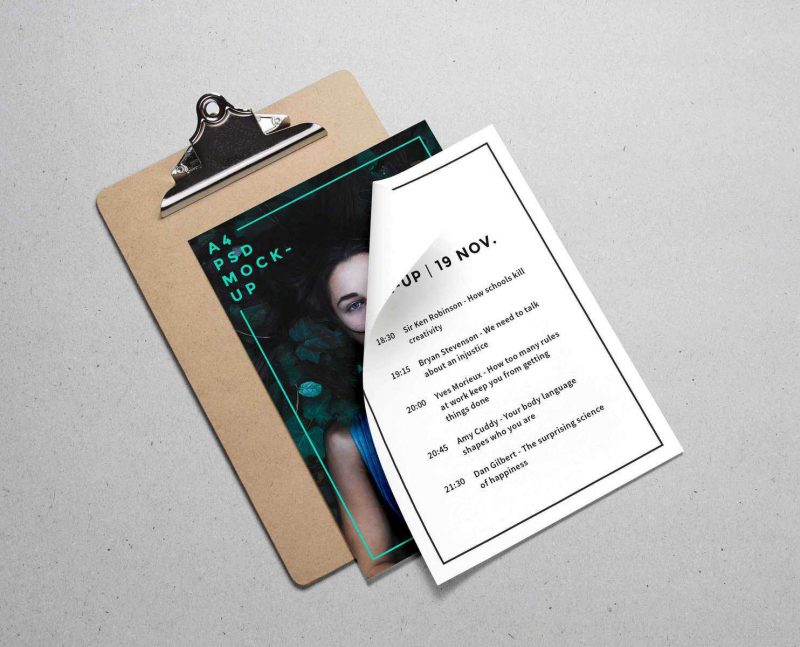 A4
PSD
MOCK-
UP
-UP | 19 NOV.
18:30 Sir Ken Robinson - How schools kill
creativity
19:15 Bryan Stevenson - We need to talk
about an injustice
20:00 Yves Morieux - How too many rules
at work keep you from getting
things done
20:45 Amy Cuddy - Your body language
shapes who you are
21:30 Dan Gilbert - The surprising science
of happiness